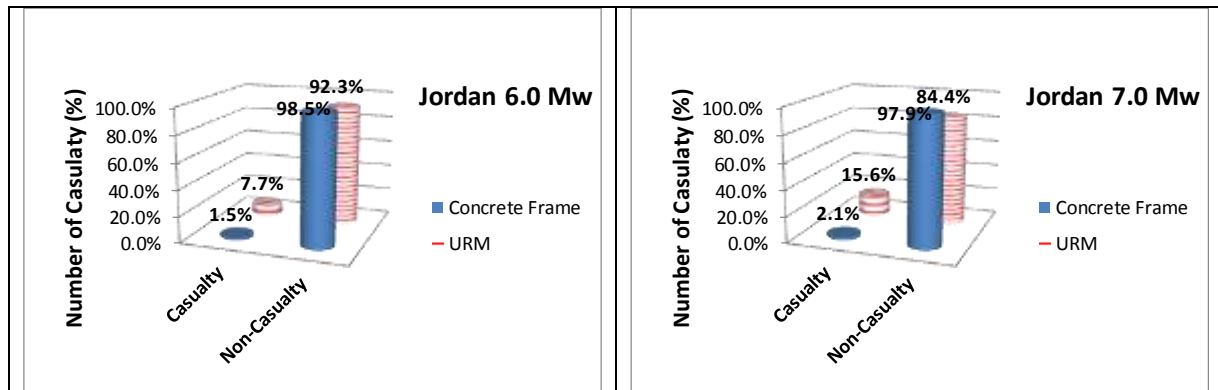 Jordan 6.0 Mw
Number of Casulaty (%)
100.0%
80.0%
60.0%
40.0%
20.0%
0.0%
1.5%
7.7%
98.5%
92.3%
Casualty
Non-Casualty
Concrete Frame
URM
Jordan 7.0 Mw
Number of Casulaty (%)
100.0%
80.0%
60.0%
40.0%
20.0%
0.0%
2.1%
15.6%
97.9%
84.4%
Casualty
Non-Casualty
Concrete Frame
URM